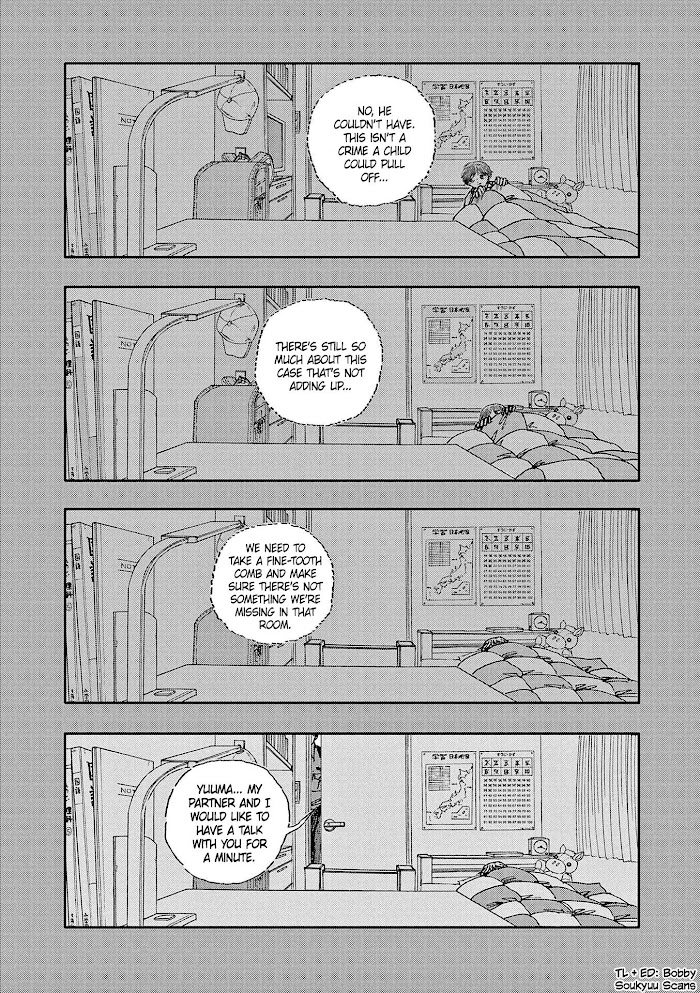 NO, HE
COULDN'T HAVE.
THIS ISN'T A
CRIME A CHILD
COULD PULL
OFF...
THERE'S STILL SO
MUCH ABOUT THIS
CASE THAT'S NOT
ADDING UP...
WE NEED TO
TAKE A FINE-TOOTH
COMB AND MAKE
SURE THERE'S NOT
SOMETHING WE'RE
MISSING IN THAT
ROOM.
YUUMA... MY
PARTNER AND I
WOULD LIKE TO
HAVE A TALK
WITH YOU FOR
A MINUTE.
TL + ED: Bobby
Soukyuu Scans